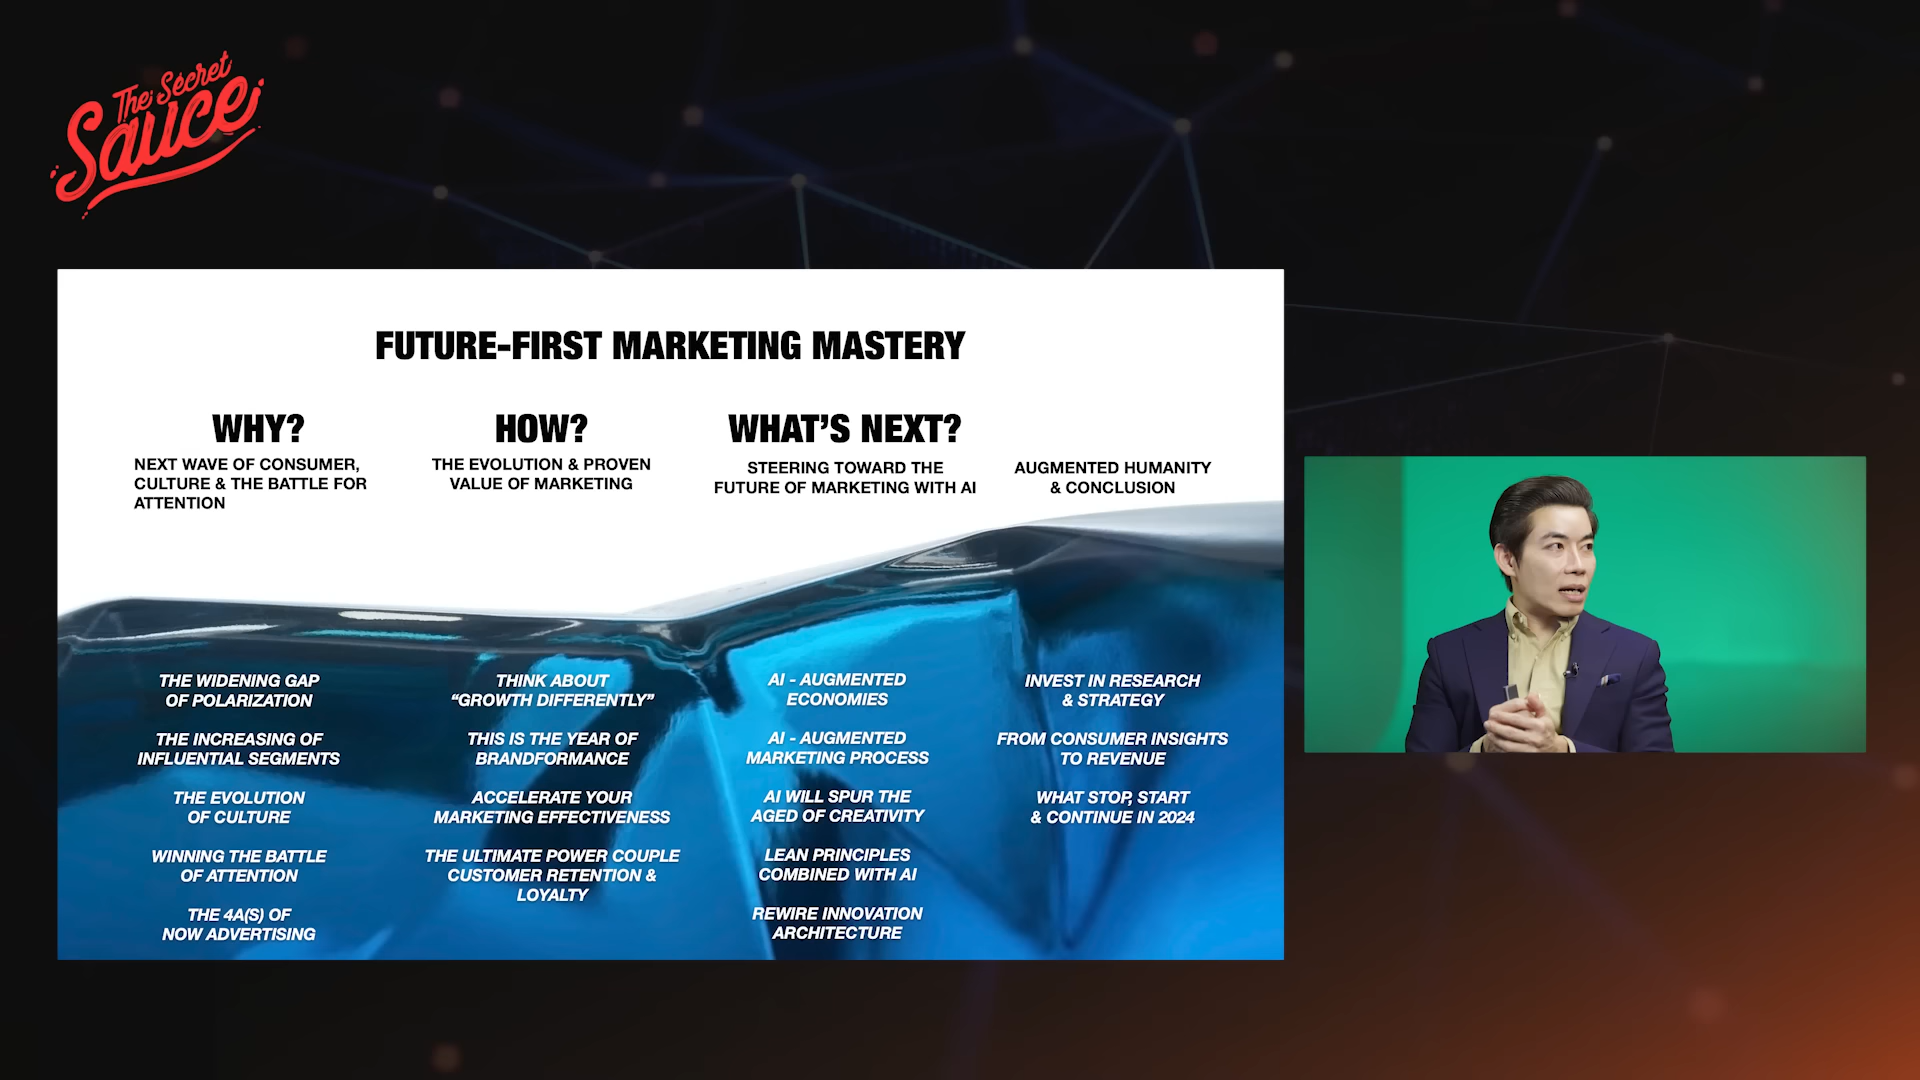 The Secret
Sauce
FUTURE-FIRST MARKETING MASTERY
WHY?
NEXT WAVE OF CONSUMER,
CULTURE & THE BATTLE FOR
ATTENTION
HOW?
THE EVOLUTION & PROVEN
VALUE OF MARKETING
WHAT'S NEXT?
STEERING TOWARD THE
FUTURE OF MARKETING WITH AI
AUGMENTED HUMANITY
& CONCLUSION
THE WIDENING GAP
OF POLARIZATION
THE INCREASING OF
INFLUENTIAL SEGMENTS
THE EVOLUTION
OF CULTURE
WINNING THE BATTLE
OF ATTENTION
THE 4A(S) OF
NOW ADVERTISING
THINK ABOUT
“GROWTH DIFFERENTLY”
THIS IS THE YEAR OF
BRANDFORMANCE
ACCELERATE YOUR
MARKETING EFFECTIVENESS
THE ULTIMATE POWER COUPLE
CUSTOMER RETENTION &
LOYALTY
AI - AUGMENTED
ECONOMIES
AI - AUGMENTED
MARKETING PROCESS
AI WILL SPUR THE
AGED OF CREATIVITY
LEAN PRINCIPLES
COMBINED WITH AI
REWIRE INNOVATION
ARCHITECTURE
INVEST IN RESEARCH
& STRATEGY
FROM CONSUMER INSIGHTS
TO REVENUE
WHAT STOP, START
& CONTINUE IN 2024